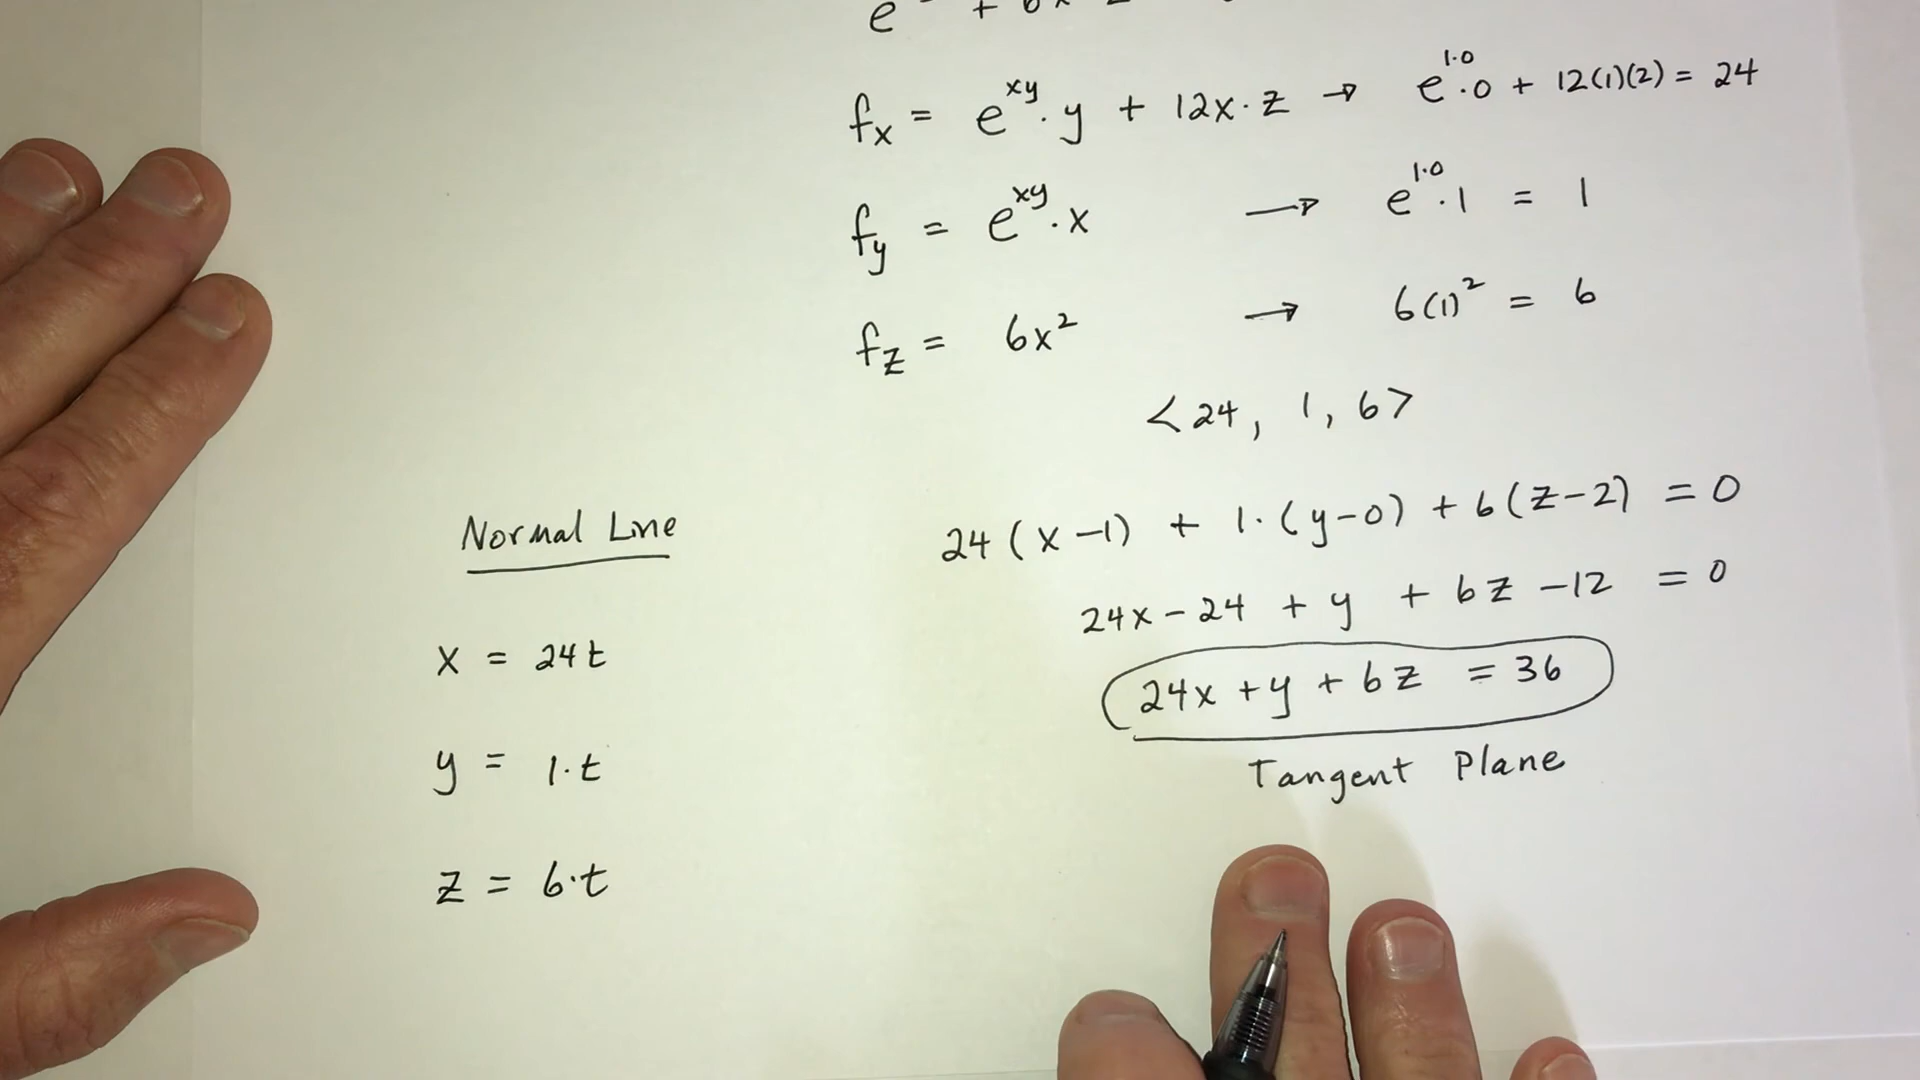 fx = e^xy · y + 12x · z → e^1·0 · 0 + 12(1)(2) = 24
fy = e^xy · x → e^1·0 · 1 = 1
fz = 6x² → 6(1)² = 6
<24, 1, 6>
24(x-1) + 1·(y-0) + 6(z-2) = 0
24x - 24 + y + 6z - 12 = 0
24x + y + 6z = 36
Tangent Plane
Normal Line
x = 24t
y = 1·t
z = 6·t